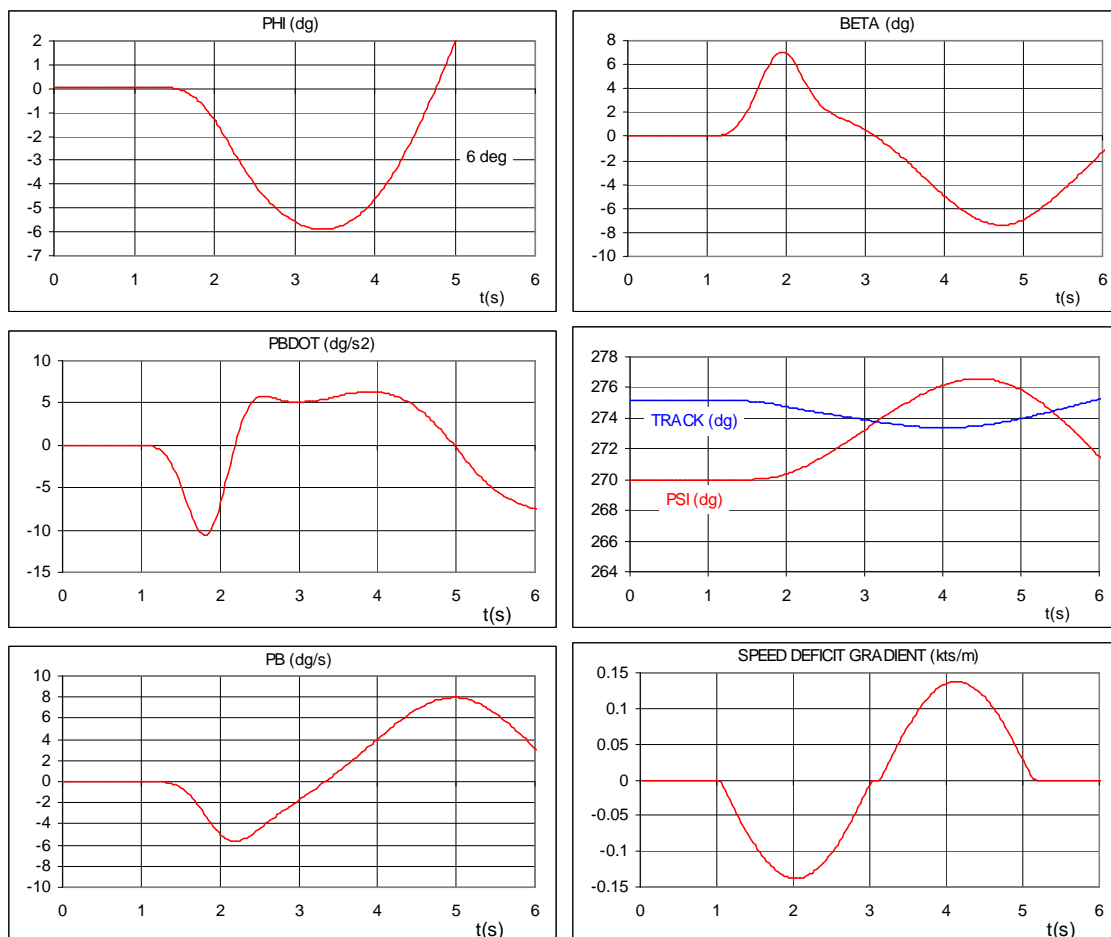 PHI (dg)
2
1
0
-1
-2
-3
-4
-5
-6
-7
6 deg
0 1 2 3 4 5 6
t(s)
BETA (dg)
8
6
4
2
0
-2
-4
-6
-8
-10
0 1 2 3 4 5 6
t(s)
PBDOT (dg/s2)
10
5
0
-5
-10
-15
0 1 2 3 4 5 6
t(s)
278
276
274
272
270
268
266
264
TRACK (dg)
PSI (dg)
0 1 2 3 4 5 6
t(s)
PB (dg/s)
10
8
6
4
2
0
-2
-4
-6
-8
-10
0 1 2 3 4 5 6
t(s)
SPEED DEFICIT GRADIENT (kts/m)
0.15
0.1
0.05
0
-0.05
-0.1
-0.15
0 1 2 3 4 5 6
t(s)